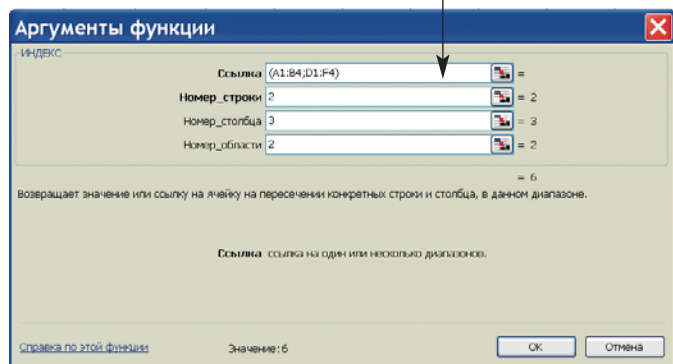 Аргументы функции
ИНДЕКС
Ссылка (A1:B4;D1:F4) =
Номер_строки 2 = 2
Номер_столбца 3 = 3
Номер_области 2 = 2
= 6
Возвращает значение или ссылку на ячейку на пересечении конкретных строки и столбца, в данном диапазоне.
Ссылка ссылка на один или несколько диапазонов.
Справка по этой функции Значение:6 ОК Отмена